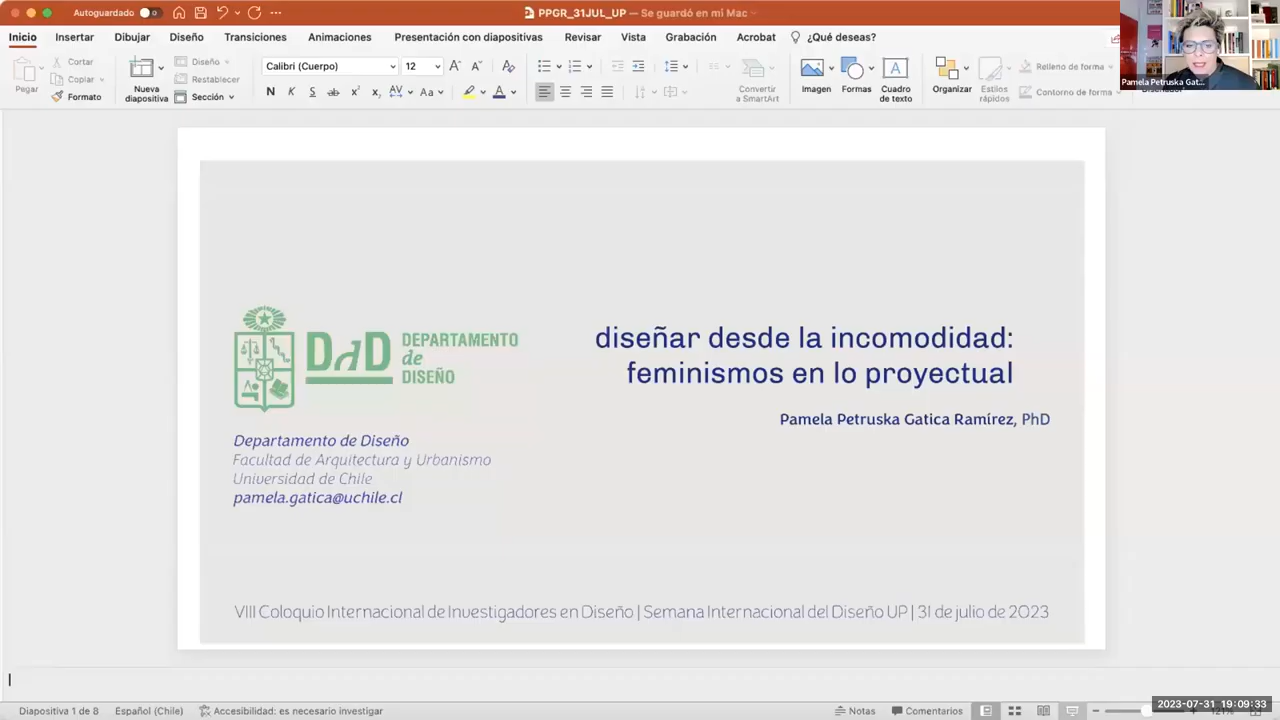 Autoguardado
PPGR_31JUL_UP — Se guardó en mi Mac
Inicio Insertar Dibujar Diseño Transiciones Animaciones Presentación con diapositivas Revisar Vista Grabación Acrobat ¿Qué deseas?
Pegar
Cortar
Copiar
Formato
Nueva
diapositiva
Diseño
Restablecer
Sección
Calibri (Cuerpo) 12
Convertir
a SmartArt
Imagen
Formas
Cuadro
de texto
Organizar
Estilos
rápidos
Relleno de forma
Contorno de forma
Pamela Petruska Gat...
DdD
DEPARTAMENTO
de
DISEÑO
Departamento de Diseño
Facultad de Arquitectura y Urbanismo
Universidad de Chile
pamela.gatica@uchile.cl
diseñar desde la incomodidad:
feminismos en lo proyectual
Pamela Petruska Gatica Ramírez, PhD
VIII Coloquio Internacional de Investigadores en Diseño | Semana Internacional del Diseño UP | 31 de julio de 2023
Diapositiva 1 de 8 Español (Chile) Accesibilidad: es necesario investigar Notas Comentarios
2023-07-31 19:09:33